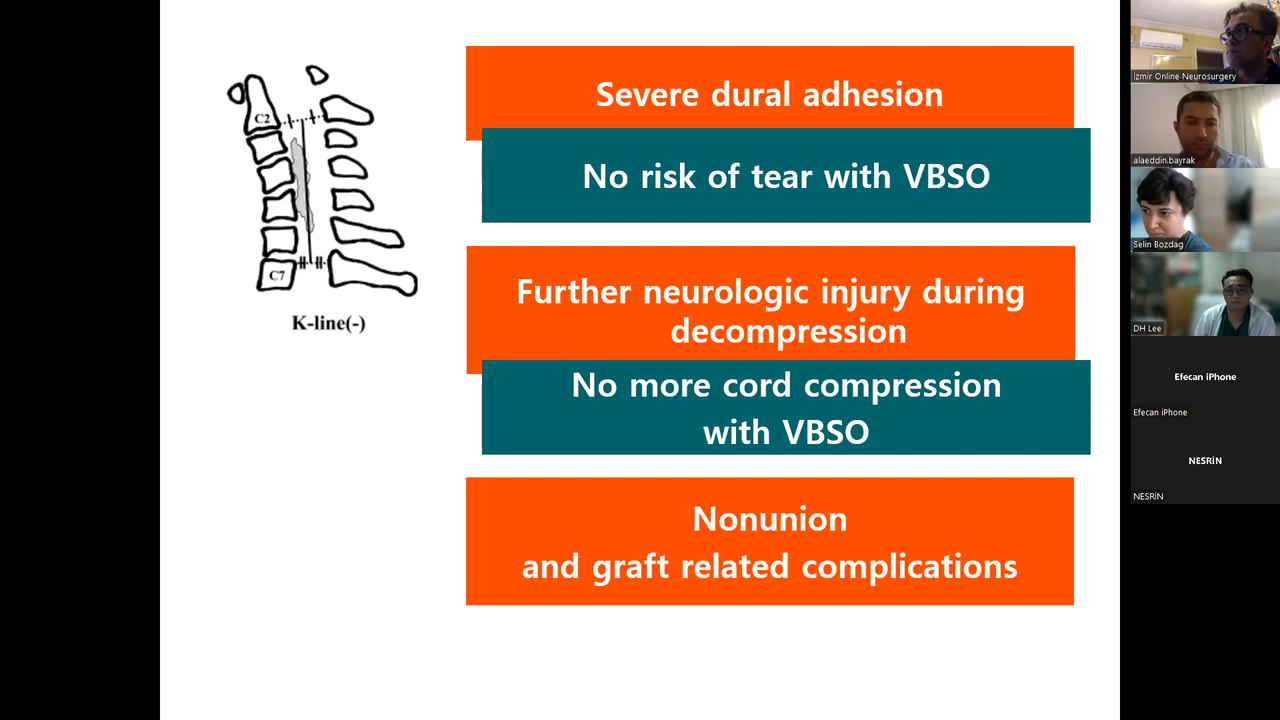 C2
C7
K-line(-)
Severe dural adhesion
No risk of tear with VBSO
Further neurologic injury during
decompression
No more cord compression
with VBSO
Nonunion
and graft related complications
İzmir Online Neurosurgery
alaeddin.bayrak
Selin Bozdag
DH Lee
Efecan iPhone
Efecan iPhone
NESRİN
NESRİN